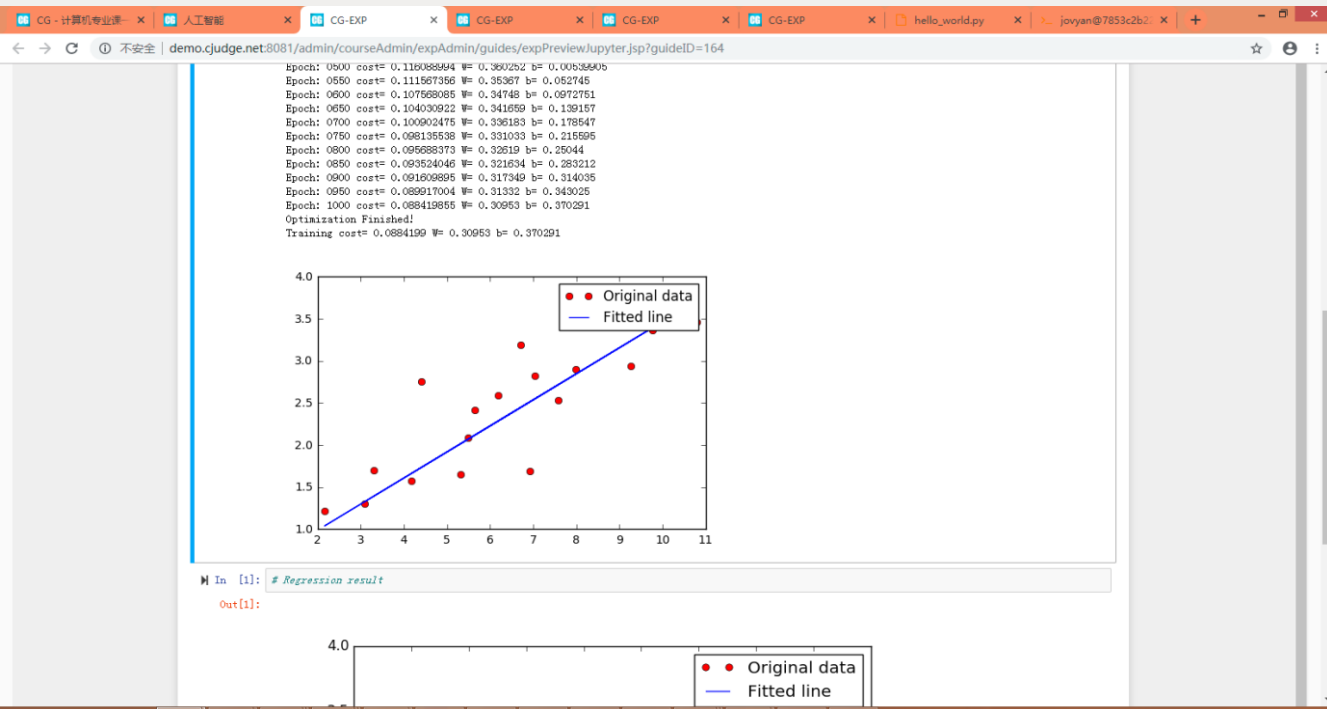 CG - 计算机专业课
人工智能
CG-EXP
CG-EXP
CG-EXP
CG-EXP
hello_world.py
jovyan@7853c2b2
不安全 | demo.cjudge.net:8081/admin/courseAdmin/expAdmin/guides/expPreviewJupyter.jsp?guideID=164
Epoch: 0500 cost= 0.116088994 W= 0.360252 b= 0.00539905
Epoch: 0550 cost= 0.111567356 W= 0.35367 b= 0.052745
Epoch: 0600 cost= 0.107568085 W= 0.34748 b= 0.0972751
Epoch: 0650 cost= 0.104030922 W= 0.341659 b= 0.139157
Epoch: 0700 cost= 0.100902475 W= 0.336183 b= 0.178547
Epoch: 0750 cost= 0.098135538 W= 0.331033 b= 0.215595
Epoch: 0800 cost= 0.095688373 W= 0.32619 b= 0.25044
Epoch: 0850 cost= 0.093524046 W= 0.321634 b= 0.283212
Epoch: 0900 cost= 0.091609895 W= 0.317349 b= 0.314035
Epoch: 0950 cost= 0.089917004 W= 0.31332 b= 0.343025
Epoch: 1000 cost= 0.088419855 W= 0.30953 b= 0.370291
Optimization Finished!
Training cost= 0.0884199 W= 0.30953 b= 0.370291
4.0
Original data
Fitted line
3.5
3.0
2.5
2.0
1.5
1.0
2 3 4 5 6 7 8 9 10 11
In [1]: # Regression result
Out[1]:
4.0
Original data
Fitted line